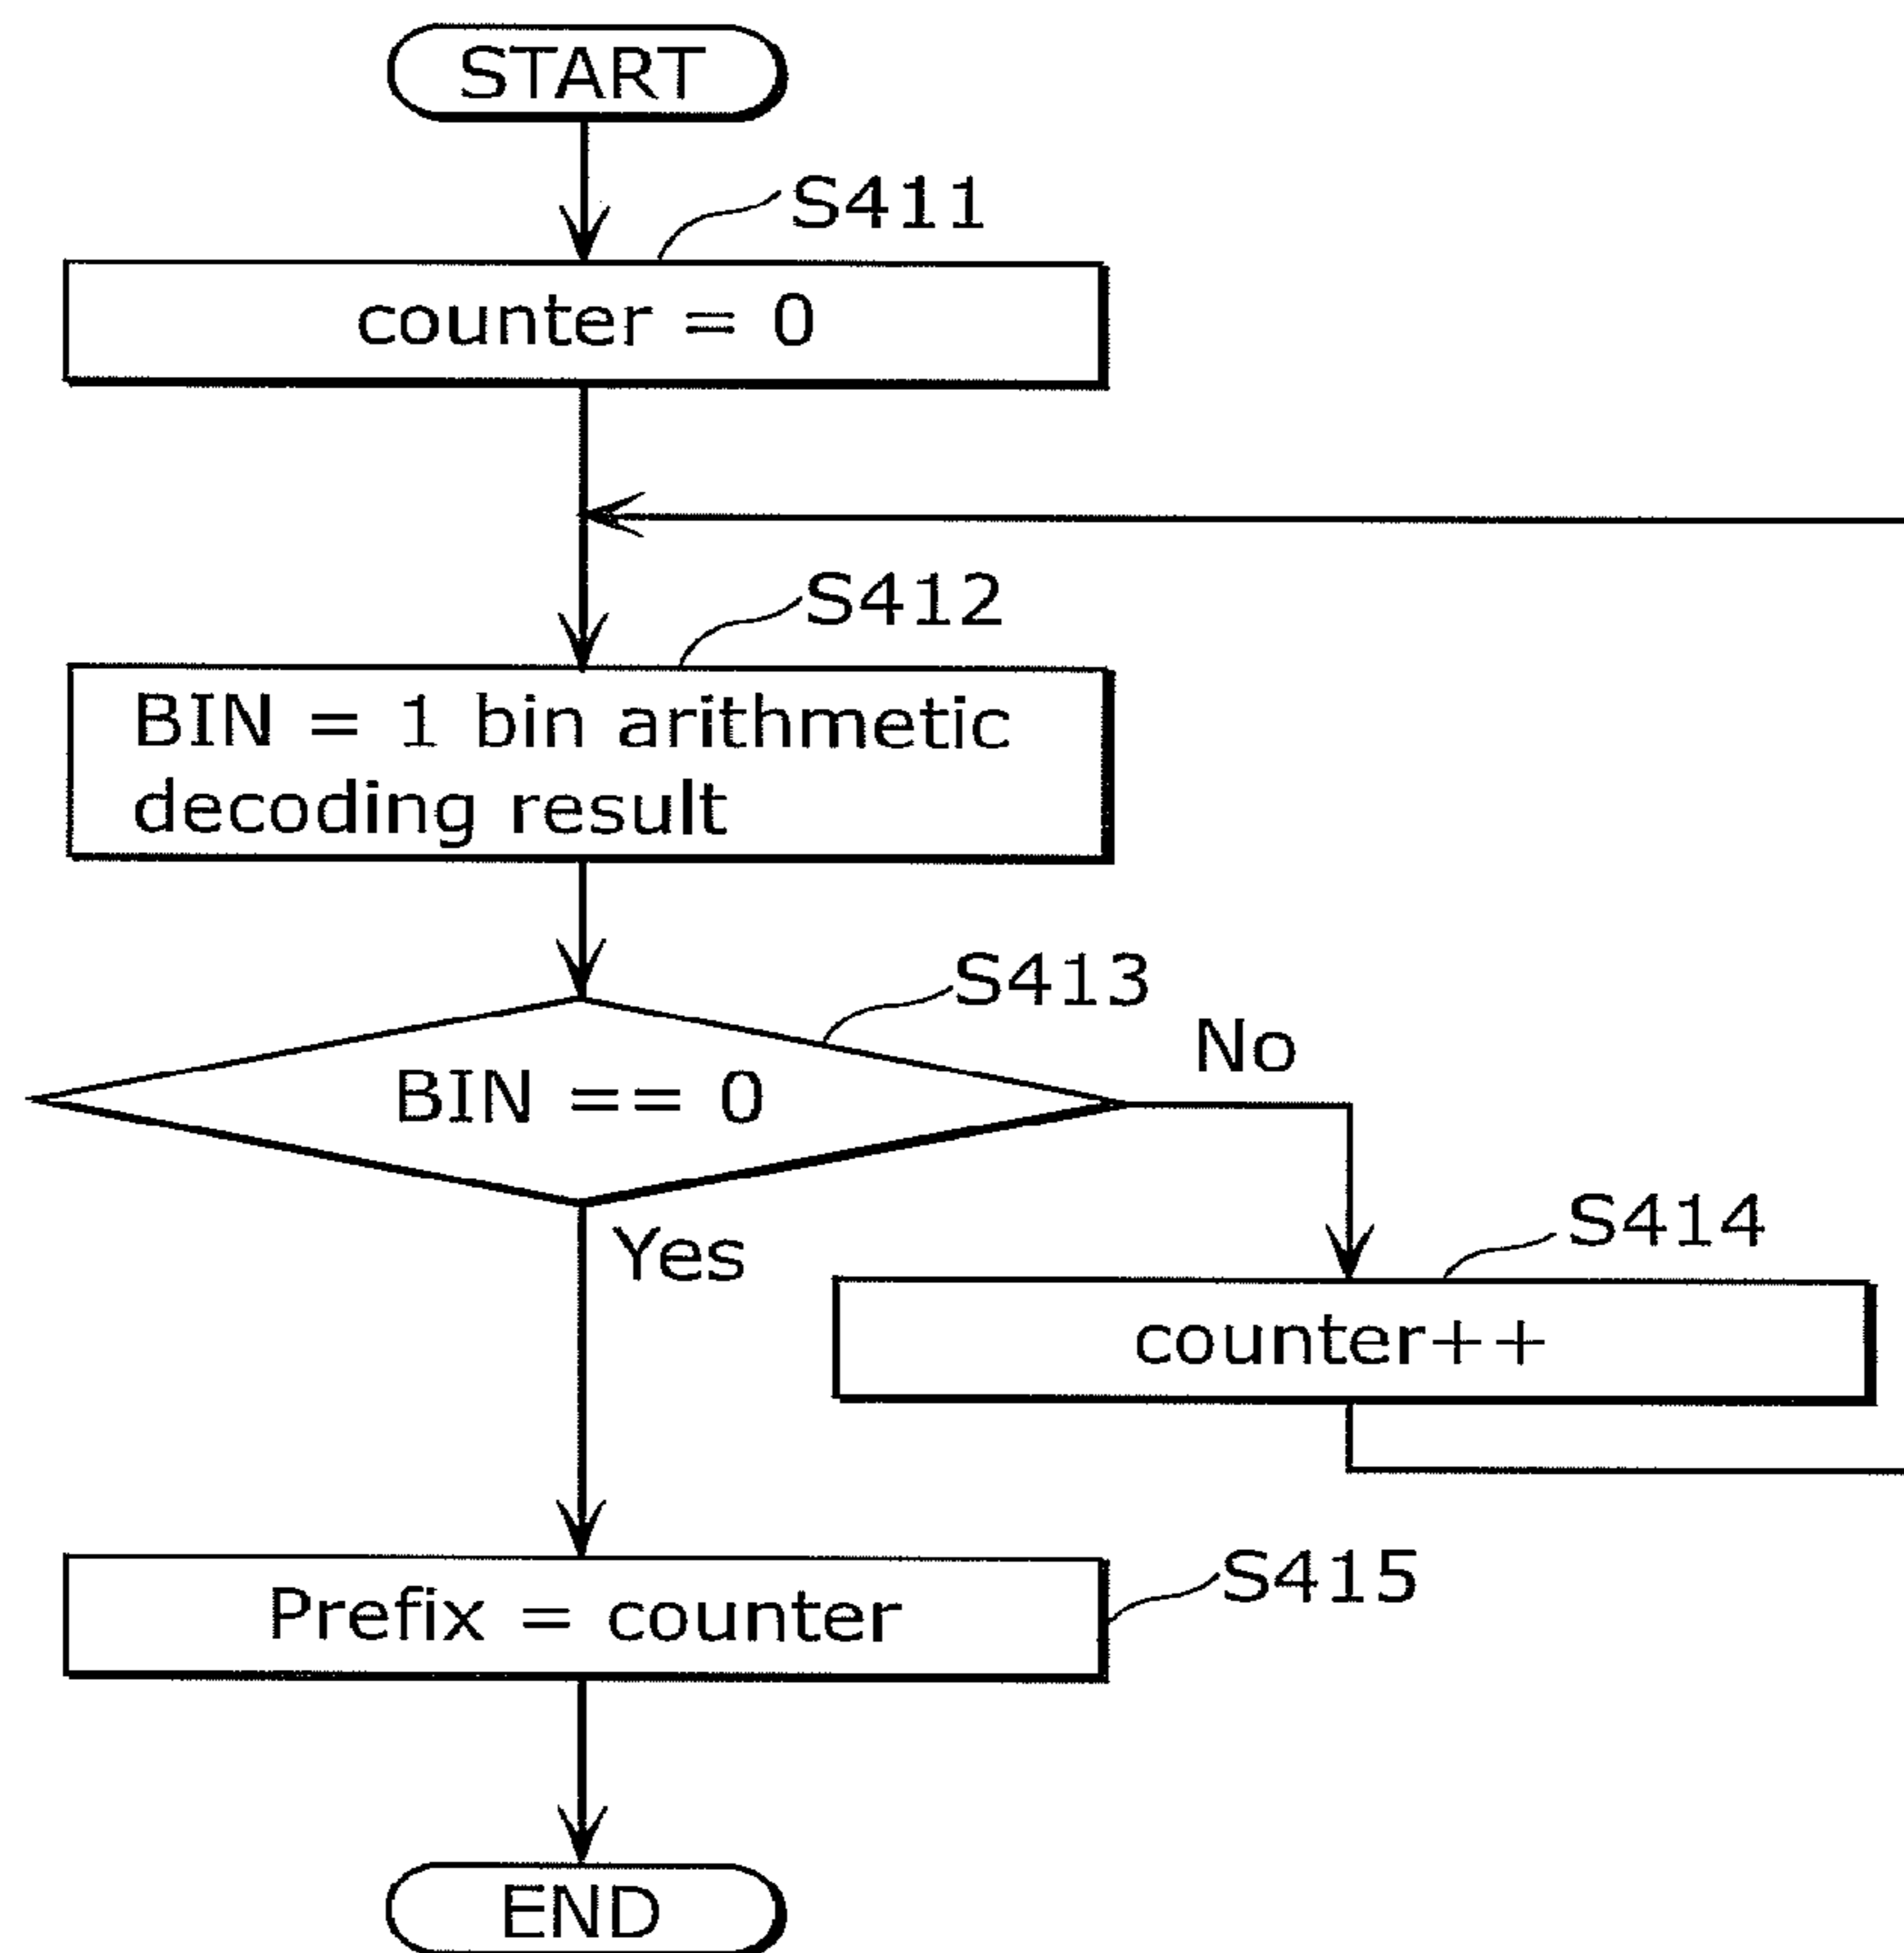 START
S411
counter = 0
S412
BIN = 1 bin arithmetic
decoding result
S413
BIN == 0
No
Yes
S414
counter++
S415
Prefix = counter
END